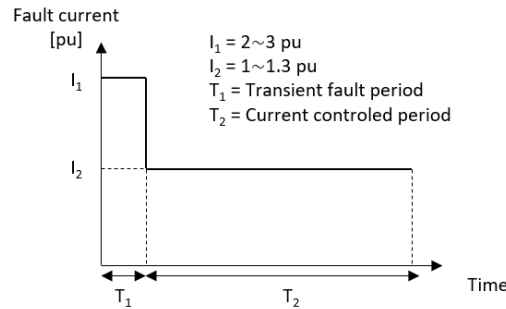 Fault current
[pu]
I₁ = 2~3 pu
I₂ = 1~1.3 pu
T₁ = Transient fault period
T₂ = Current controled period
I₁
I₂
Time
T₁
T₂